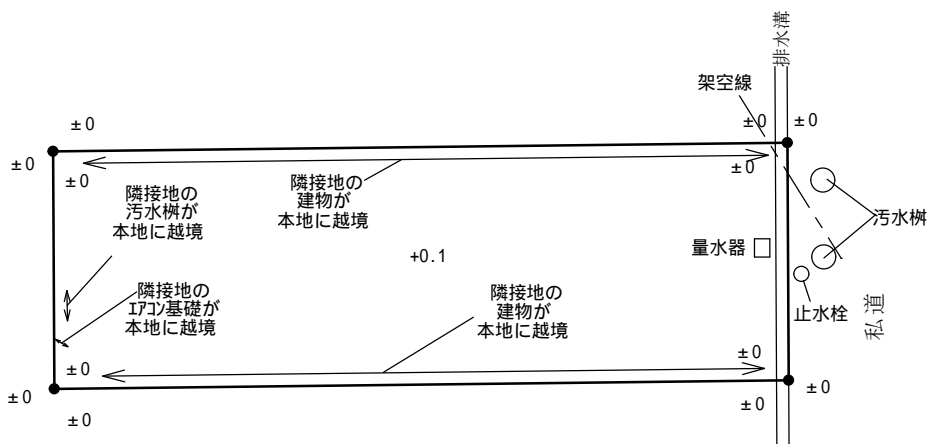 排水溝
架空線
±0
±0
±0
±0
±0
±0
±0
隣接地の
汚水桝が
本地に越境
隣接地の
建物が
本地に越境
汚水桝
量水器
+0.1
隣接地の
エアコン基礎が
本地に越境
隣接地の
建物が
本地に越境
止水栓
私道
±0
±0
±0
±0
±0
±0